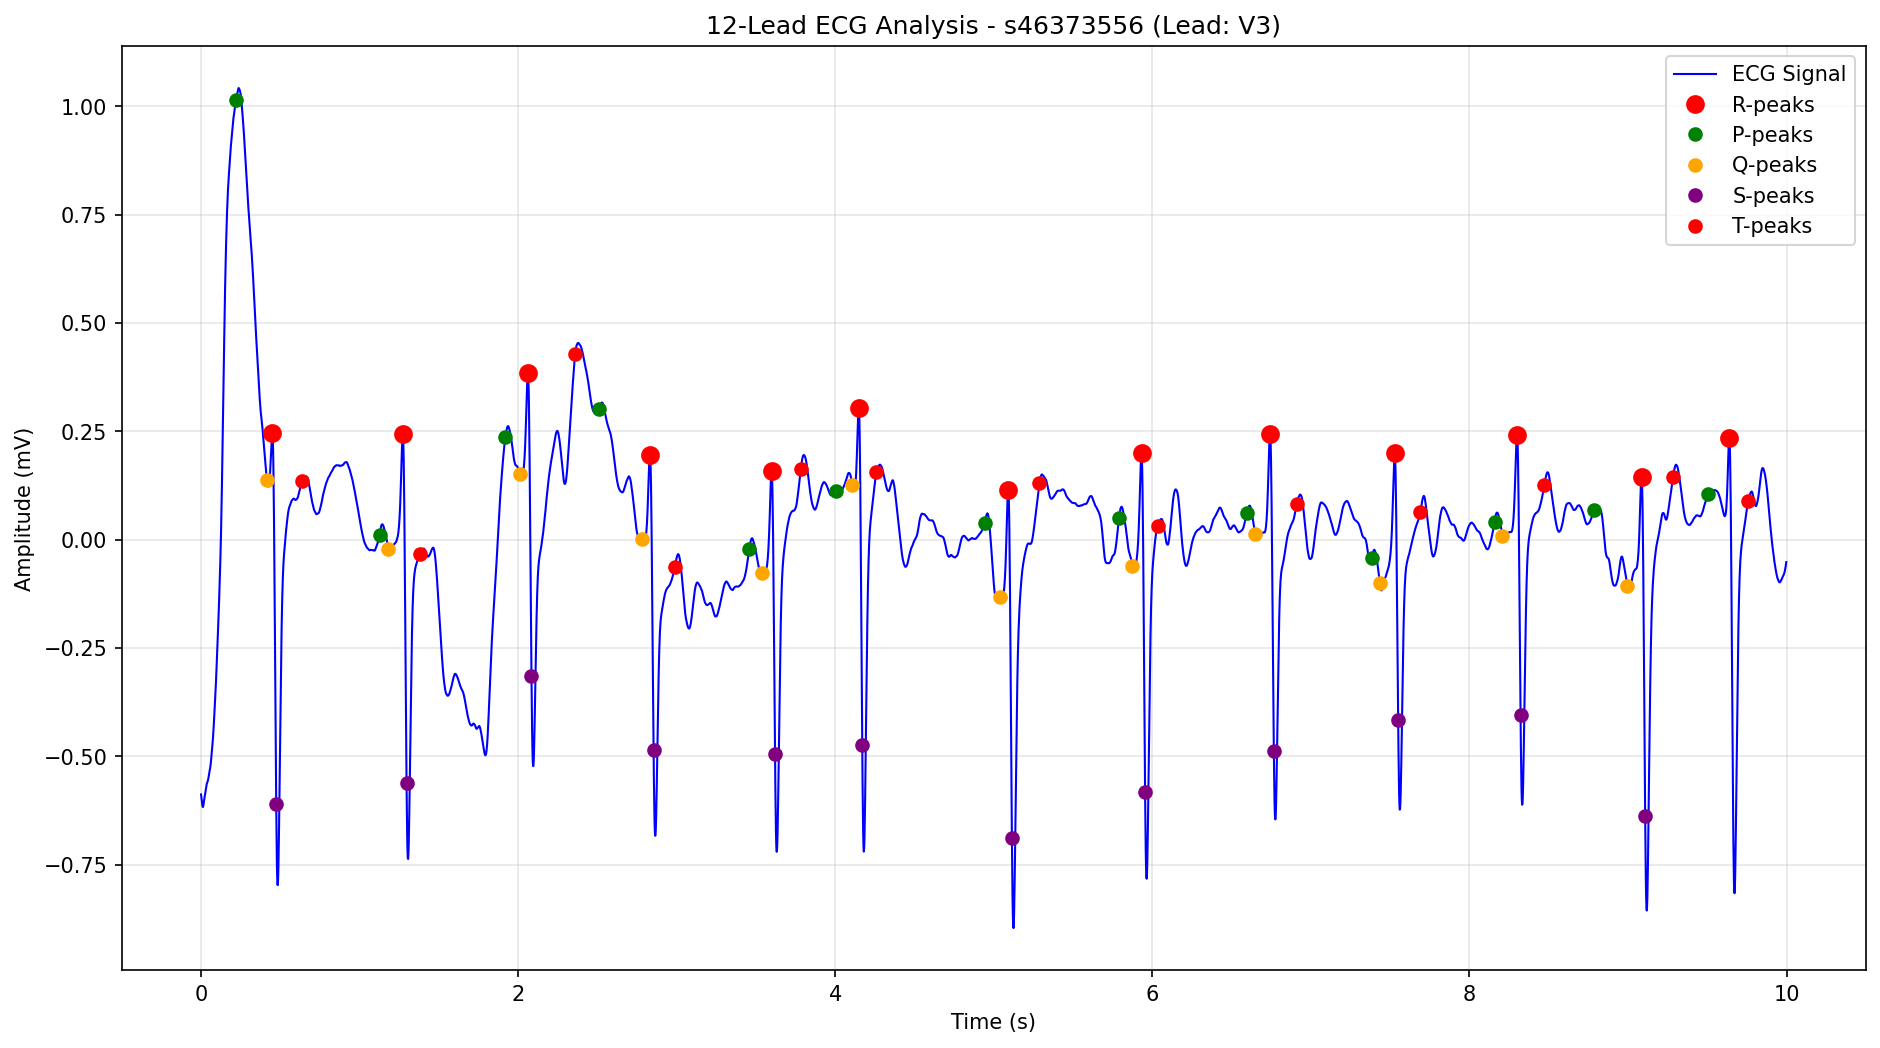 12-Lead ECG Analysis - s46373556 (Lead: V3)
ECG Signal
R-peaks
P-peaks
Q-peaks
S-peaks
T-peaks
1.00
0.75
0.50
0.25
0.00
−0.25
−0.50
−0.75
Amplitude (mV)
0 2 4 6 8 10
Time (s)